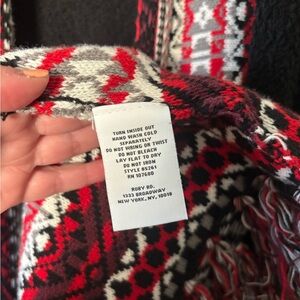 TURN INSIDE OUT
HAND WASH COLD
SEPARATELY
DO NOT WRING OR TWIST
DO NOT BLEACH
LAY FLAT TO DRY
DO NOT IRON
STYLE 85261
RN 107680
RUBY RD.
1333 BROADWAY
NEW YORK, NY, 10018